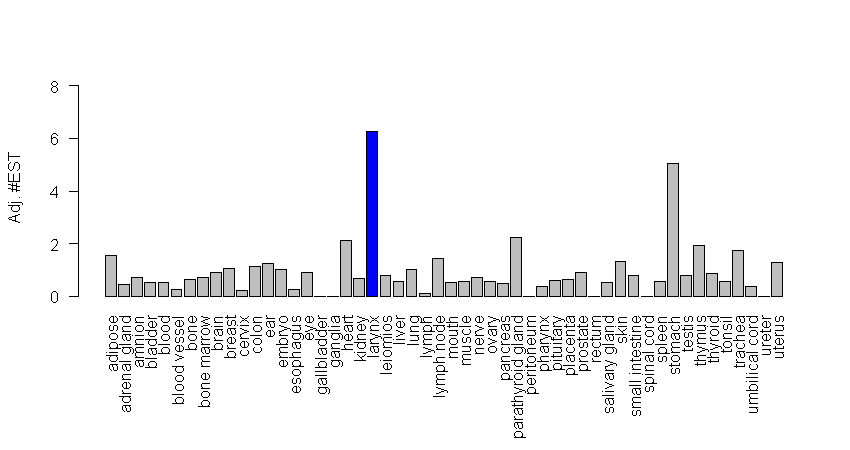 Adj. #EST
8
6
4
2
0
adipose
adrenal gland
amnion
bladder
blood
blood vessel
bone
bone marrow
brain
breast
cervix
colon
ear
embryo
esophagus
eye
gallbladder
ganglia
heart
kidney
larynx
leiomios
liver
lung
lymph
lymph node
mouth
muscle
nerve
ovary
pancreas
parathyroid gland
peritoneum
pharynx
pituitary
placenta
prostate
rectum
salivary gland
skin
small intestine
spinal cord
spleen
stomach
testis
thymus
thyroid
tonsil
trachea
umbilical cord
ureter
uterus